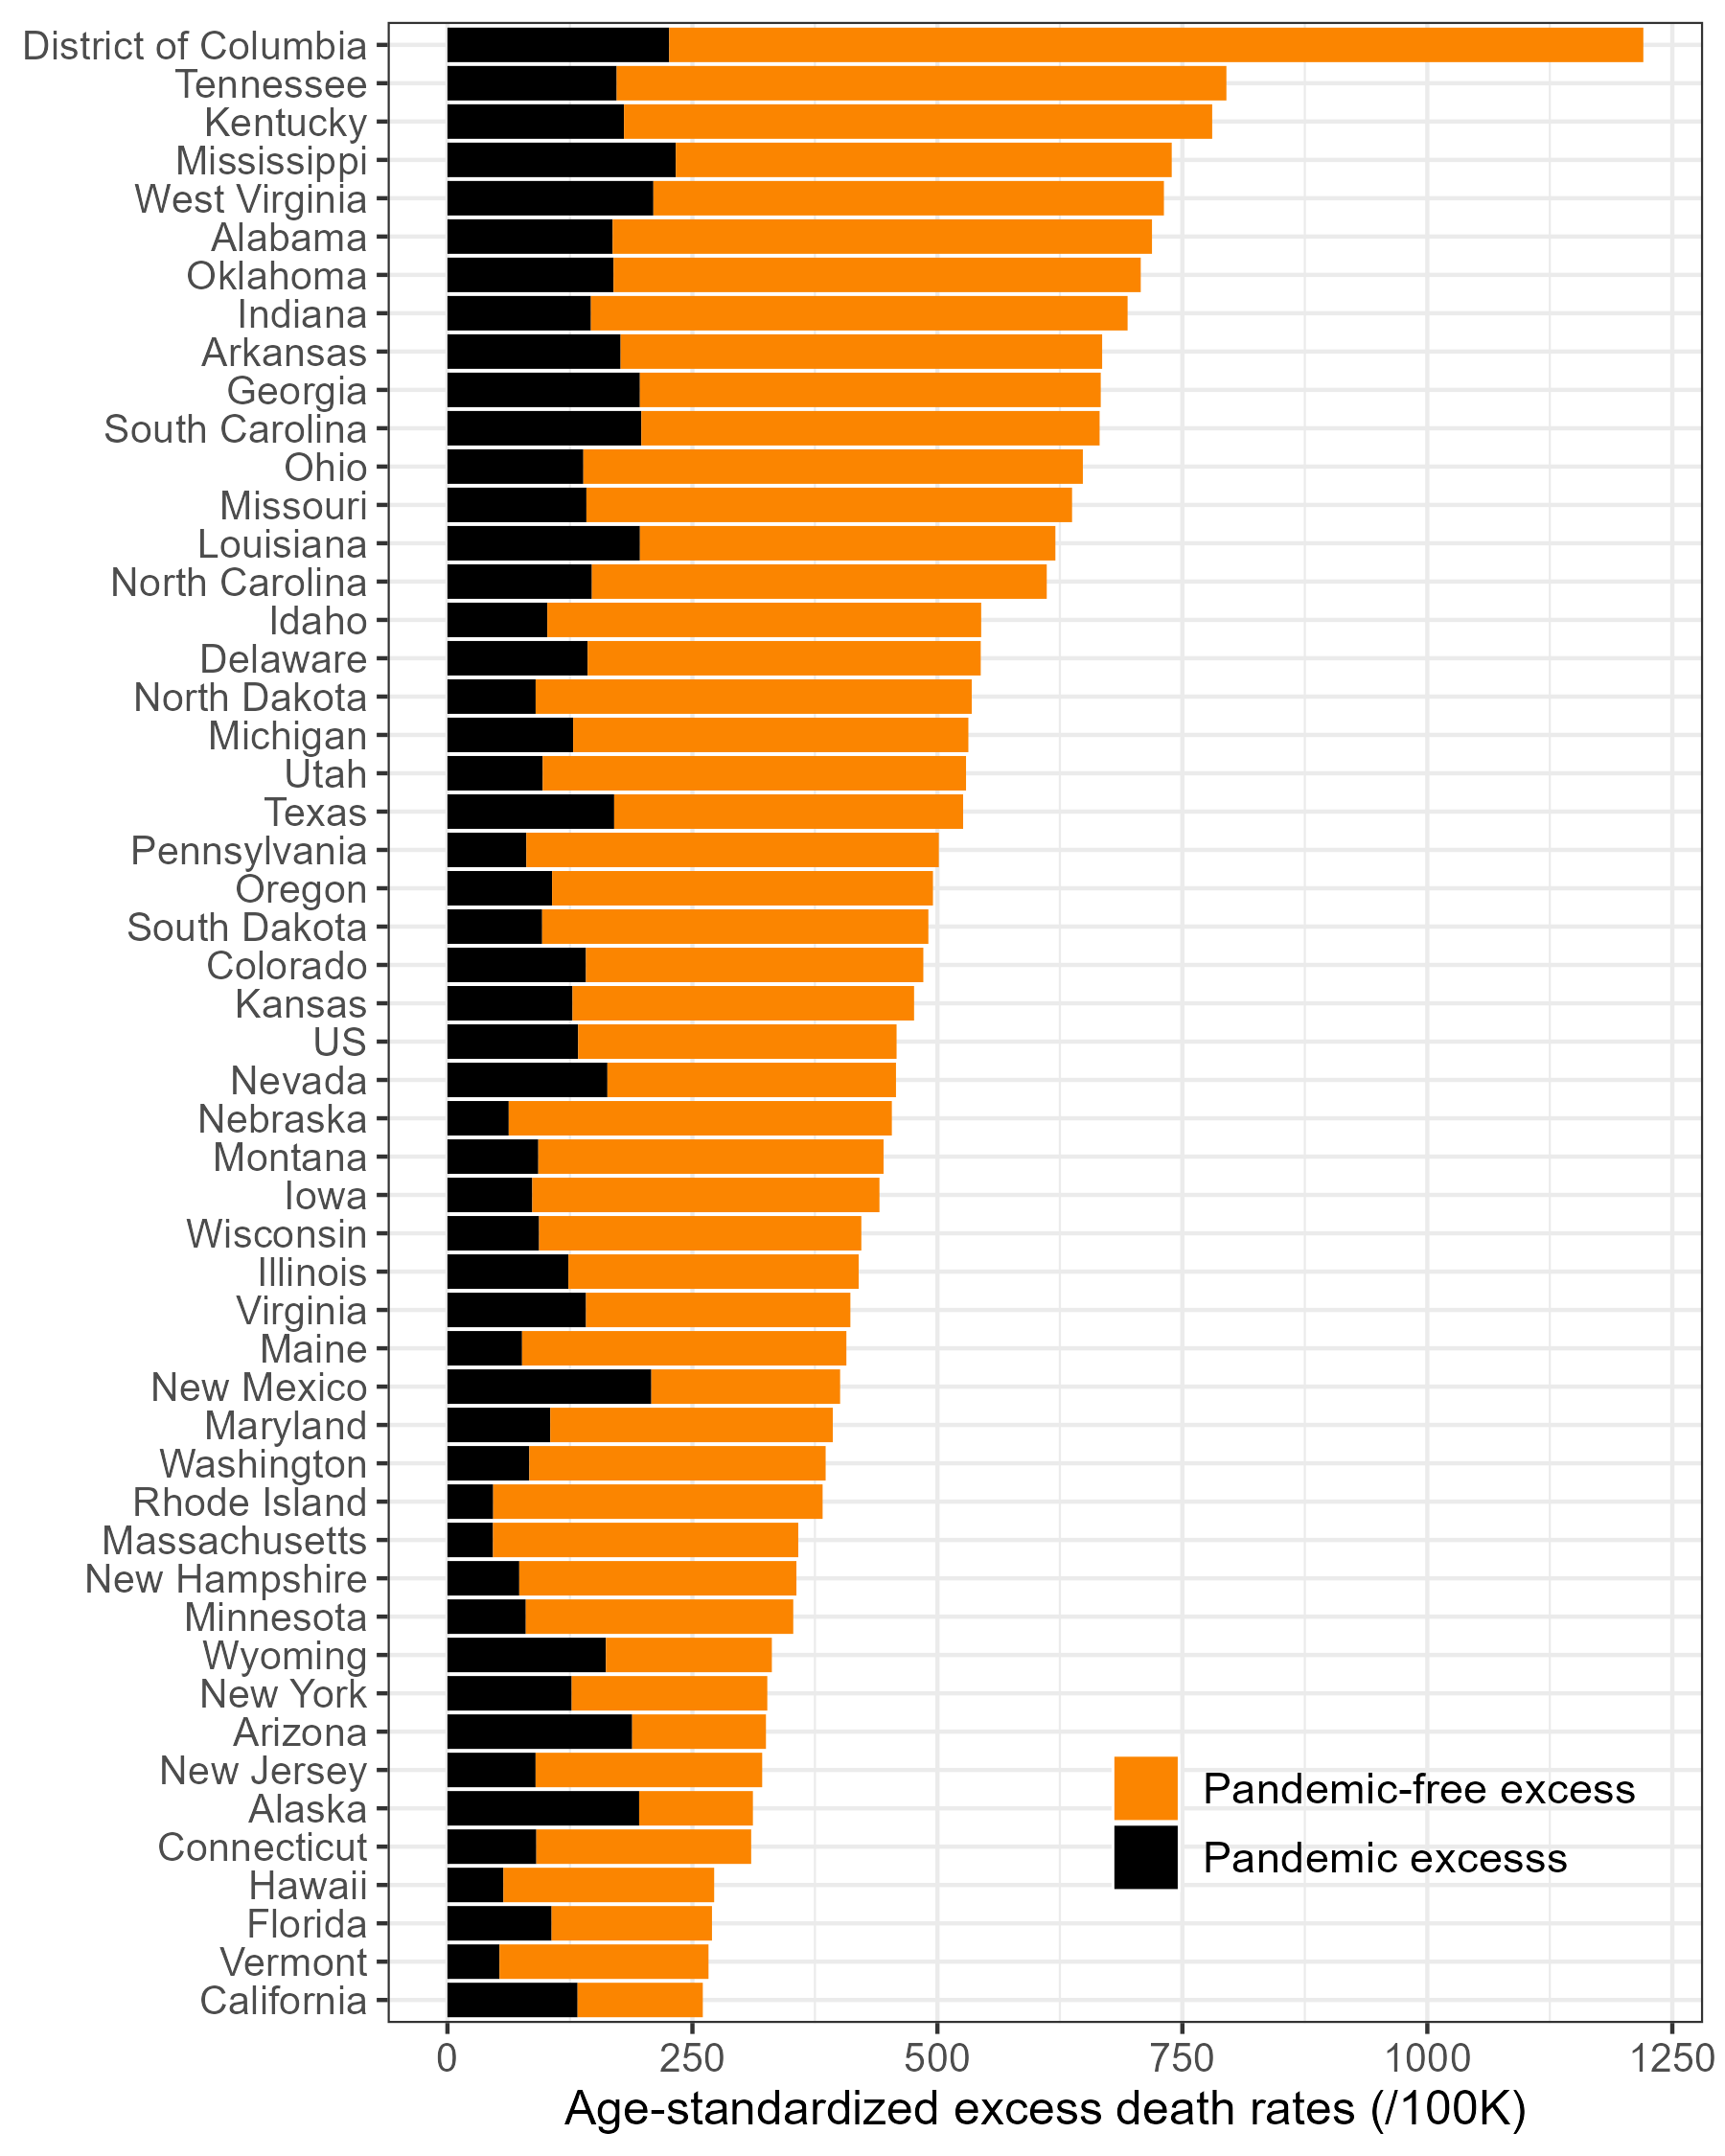 District of Columbia
Tennessee
Kentucky
Mississippi
West Virginia
Alabama
Oklahoma
Indiana
Arkansas
Georgia
South Carolina
Ohio
Missouri
Louisiana
North Carolina
Idaho
Delaware
North Dakota
Michigan
Utah
Texas
Pennsylvania
Oregon
South Dakota
Colorado
Kansas
US
Nevada
Nebraska
Montana
Iowa
Wisconsin
Illinois
Virginia
Maine
New Mexico
Maryland
Washington
Rhode Island
Massachusetts
New Hampshire
Minnesota
Wyoming
New York
Arizona
New Jersey
Alaska
Connecticut
Hawaii
Florida
Vermont
California
Pandemic-free excess
Pandemic excesss
0 250 500 750 1000 1250
Age-standardized excess death rates (/100K)